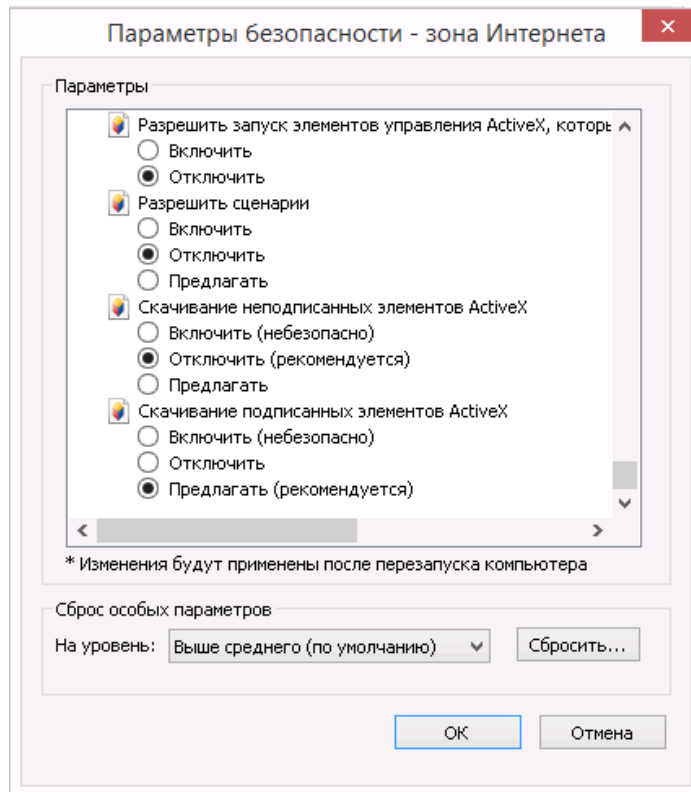 Параметры безопасности - зона Интернета
Параметры
Разрешить запуск элементов управления ActiveX, которь
Включить
Отключить
Разрешить сценарии
Включить
Отключить
Предлагать
Скачивание неподписанных элементов ActiveX
Включить (небезопасно)
Отключить (рекомендуется)
Предлагать
Скачивание подписанных элементов ActiveX
Включить (небезопасно)
Отключить
Предлагать (рекомендуется)
* Изменения будут применены после перезапуска компьютера
Сброс особых параметров
На уровень: Выше среднего (по умолчанию) Сбросить...
ОК Отмена